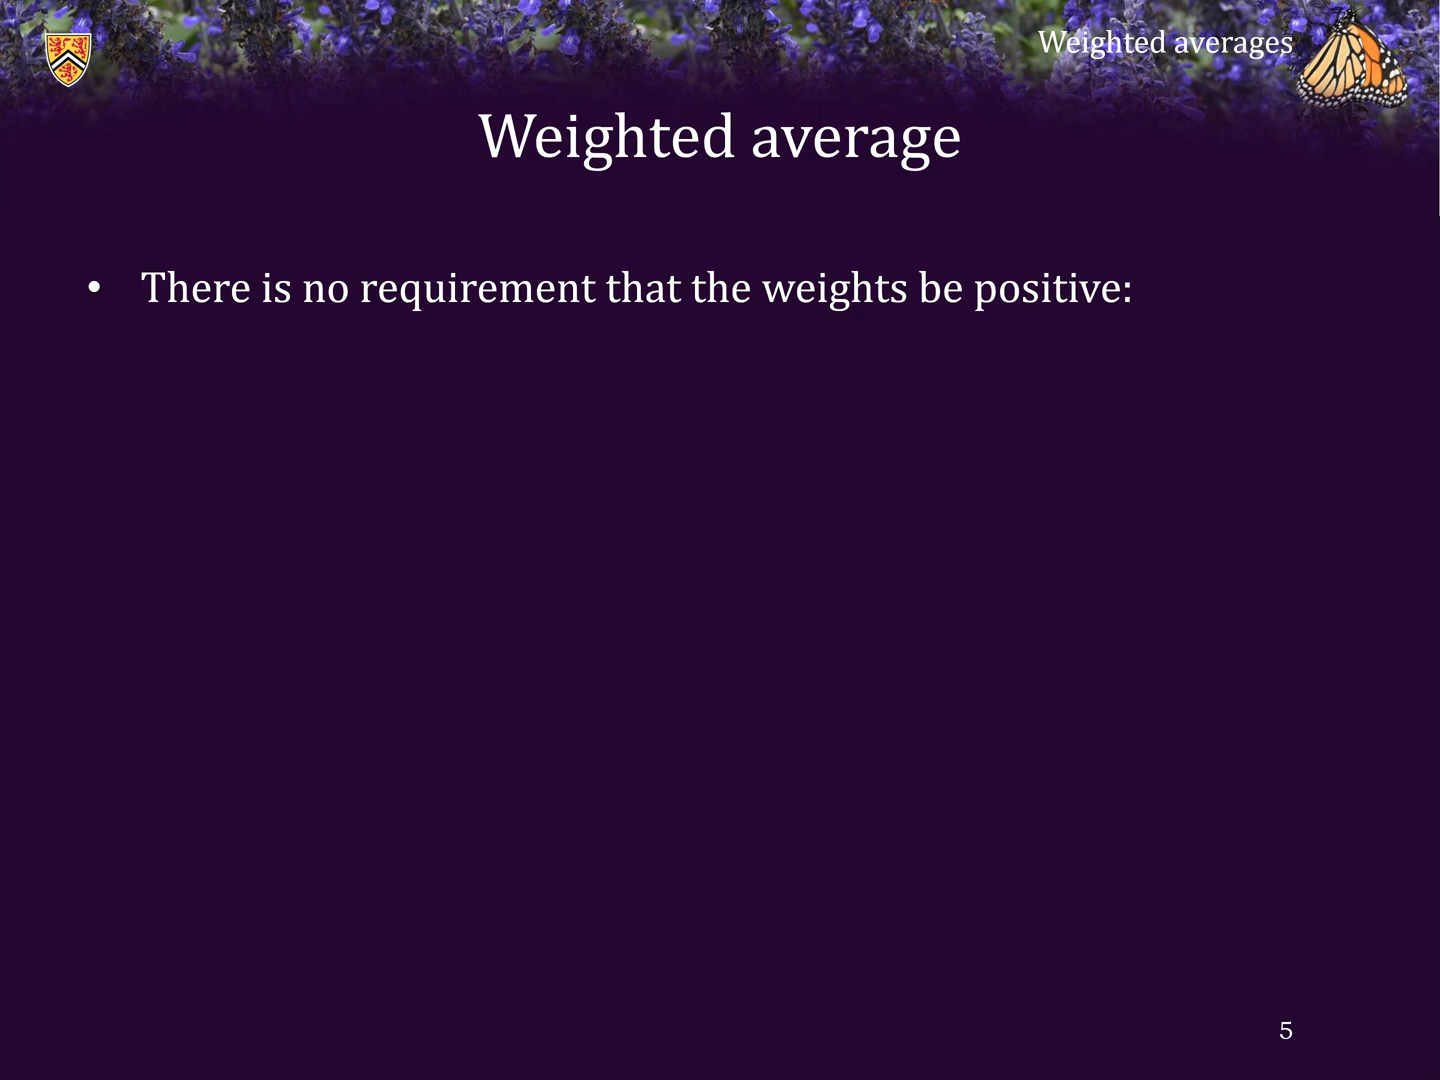 Weighted averages
Weighted average
• There is no requirement that the weights be positive:
5